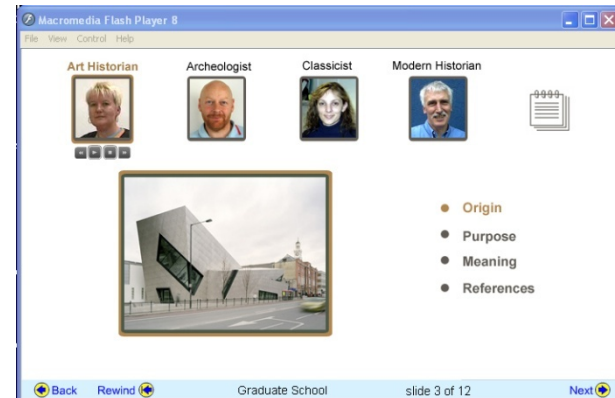 Macromedia Flash Player 8
File View Control Help
Art Historian Archeologist Classicist Modern Historian
Origin
Purpose
Meaning
References
Back Rewind Graduate School slide 3 of 12 Next